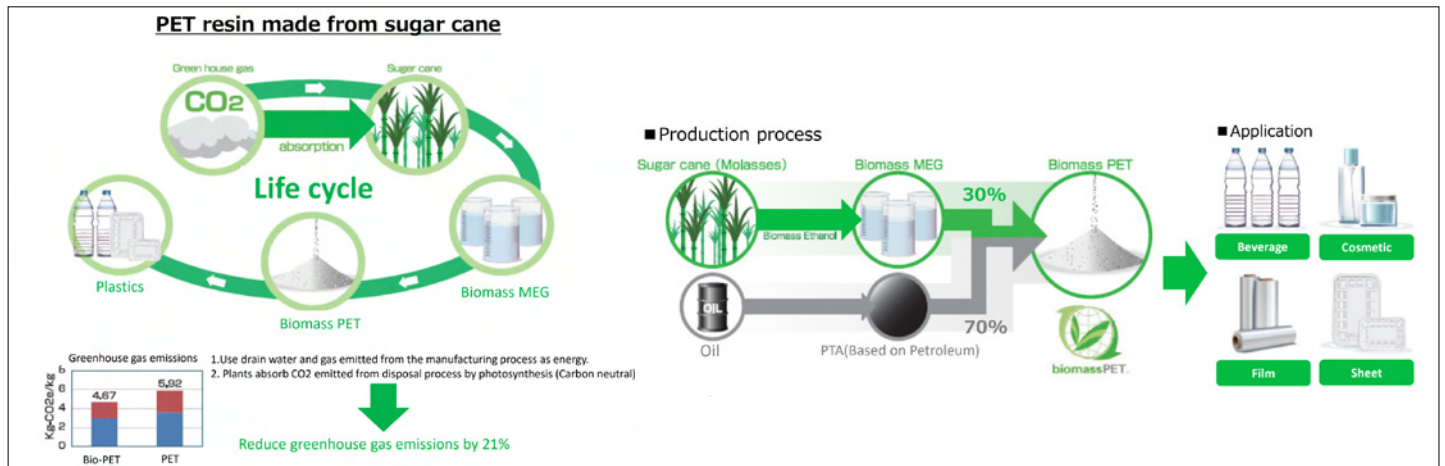 PET resin made from sugar cane
Green house gas
Sugar cane
CO2
absorption
Life cycle
Plastics
Biomass PET
Biomass MEG
Greenhouse gas emissions
Kg-CO2e/kg
6
6
4
2
0
4.67
5.92
Bio-PET
PET
1.Use drain water and gas emitted from the manufacturing process as energy.
2. Plants absorb CO2 emitted from disposal process by photosynthesis (Carbon neutral)
Reduce greenhouse gas emissions by 21%
■Production process
Sugar cane (Molasses)
Biomass MEG
Biomass PET
Biomass Ethanol
30%
OIL
Oil
PTA(Based on Petroleum)
70%
biomassPET
■Application
Beverage
Cosmetic
Film
Sheet